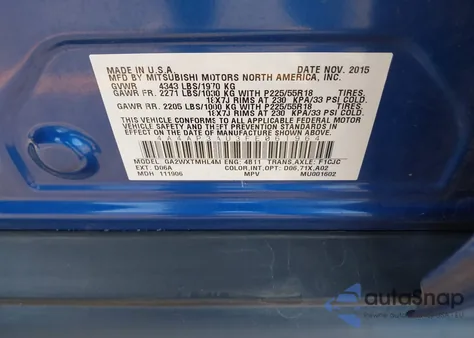 MADE IN U.S.A. DATE NOV. 2015
MFD BY MITSUBISHI MOTORS NORTH AMERICA, INC.
GVWR 4343 LBS/1970 KG
GAWR FR. 2271 LBS/1030 KG WITH P225/55R18 TIRES,
1EX7J RIMS AT 230 KPA/33 PSI COLD.
GAWR RR. 2205 LBS/1000 KG WITH P225/55R18 TIRES,
1EX7J RIMS AT 230 KPA/33 PSI COLD.
THIS VEHICLE CONFORMS TO ALL APPLICABLE
FEDERAL MOTOR VEHICLE SAFETY AND
THEFT PREVENTION STANDARDS IN EFFECT ON
THE DATE OF MANUFACTURE SHOWN ABOVE.
MODEL: GA2WXTMHL4M ENG: 4B11 TRANS,AXLE: F1CJC
EXT: D06A COLOR,INT,OPT: D06,71X,A02
MDH 111906 MPV MU00160Z
autoSnap